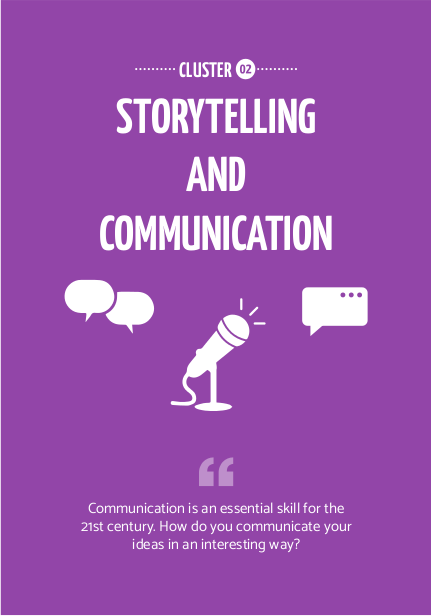 CLUSTER 02
STORYTELLING
AND
COMMUNICATION
Communication is an essential skill for the
21st century. How do you communicate your
ideas in an interesting way?